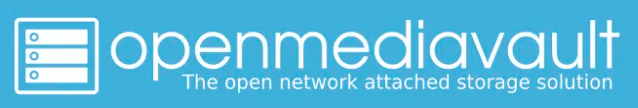 openmediavault
The open network attached storage solution